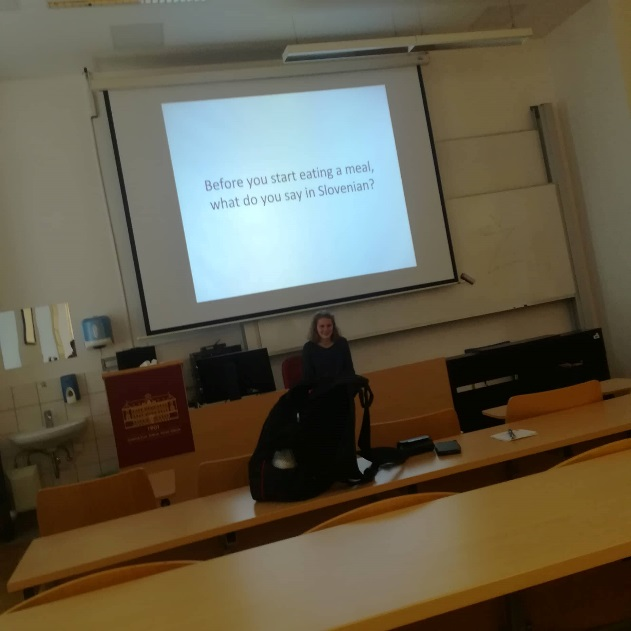 Before you start eating a meal,
what do you say in Slovenian?